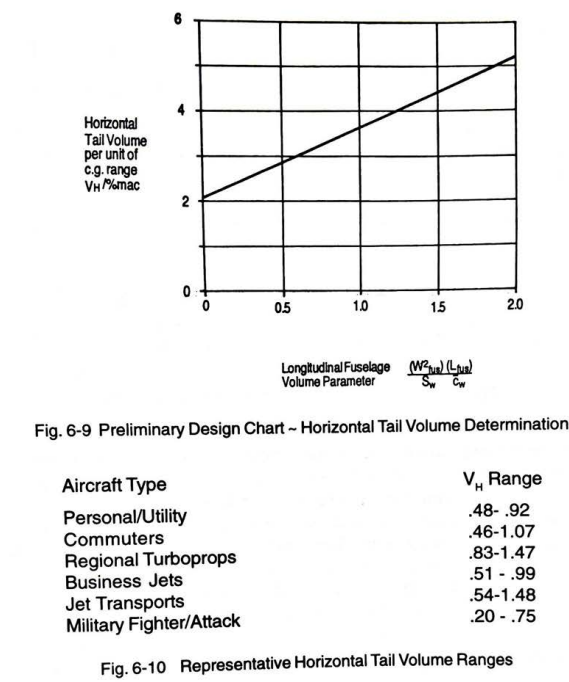 6
4
2
0
Horizontal
Tail Volume
per unit of
c.g. range
VH/%mac
0 0.5 1.0 1.5 2.0
Longitudinal Fuselage (W²fus) (Lfus)
Volume Parameter Sw c̄w
Fig. 6-9 Preliminary Design Chart ~ Horizontal Tail Volume Determination
Aircraft Type VH Range
Personal/Utility .48- .92
Commuters .46-1.07
Regional Turboprops .83-1.47
Business Jets .51 - .99
Jet Transports .54-1.48
Military Fighter/Attack .20 - .75
Fig. 6-10 Representative Horizontal Tail Volume Ranges